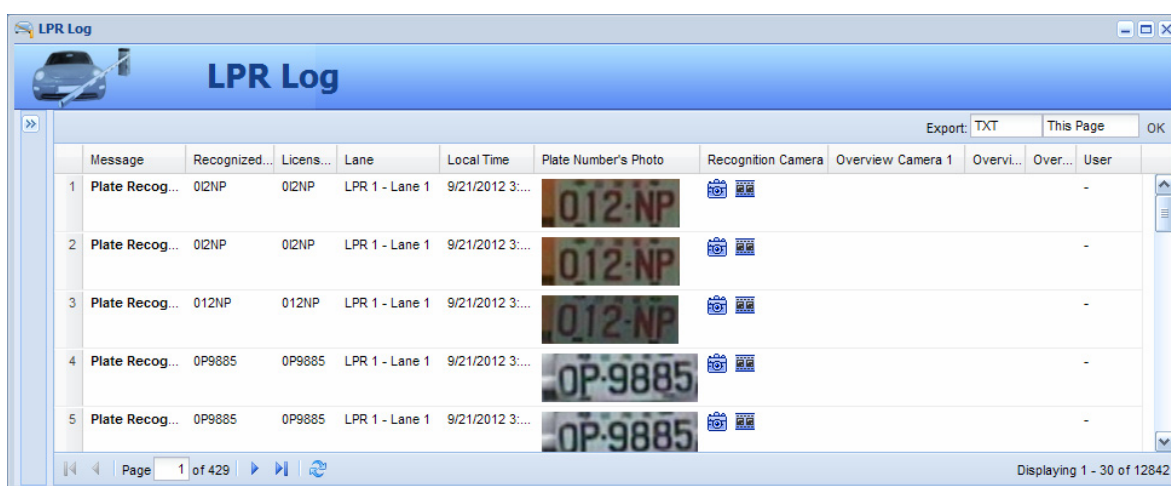 LPR Log
LPR Log
Export: TXT This Page OK
Message Recognized... Licens... Lane Local Time Plate Number's Photo Recognition Camera Overview Camera 1 Overvi... Over... User
1 Plate Recog... 0I2NP 0I2NP LPR 1 - Lane 1 9/21/2012 3:... 012-NP -
2 Plate Recog... 0I2NP 0I2NP LPR 1 - Lane 1 9/21/2012 3:... 012-NP -
3 Plate Recog... 012NP 012NP LPR 1 - Lane 1 9/21/2012 3:... 012-NP -
4 Plate Recog... 0P9885 0P9885 LPR 1 - Lane 1 9/21/2012 3:... OP-9885 -
5 Plate Recog... 0P9885 0P9885 LPR 1 - Lane 1 9/21/2012 3:... OP-9885 -
Page 1 of 429 Displaying 1 - 30 of 12842